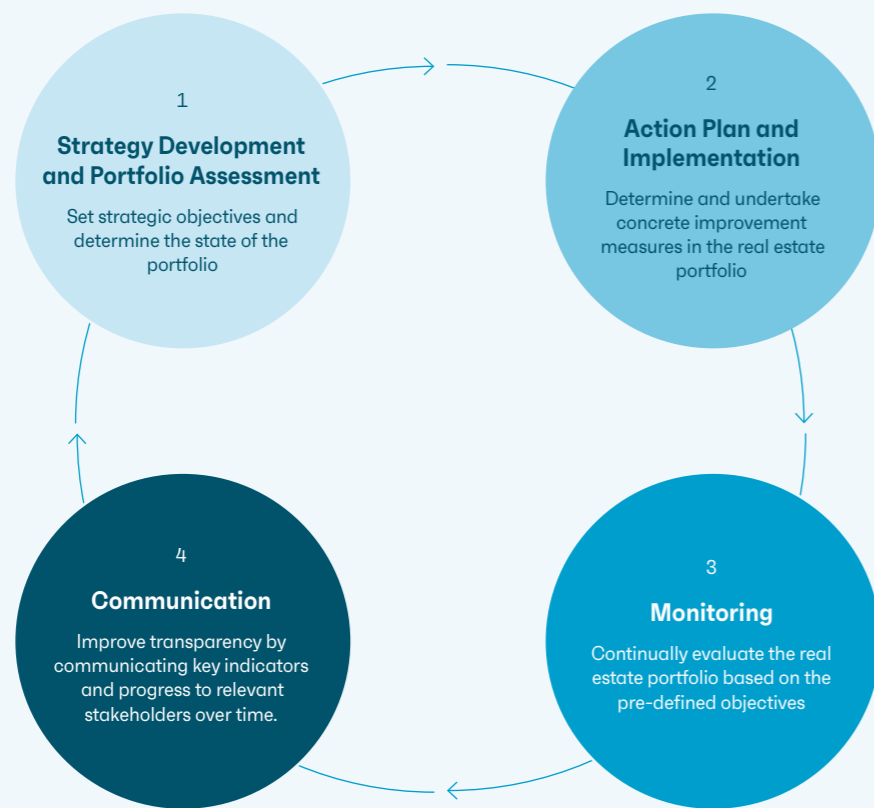 1
Strategy Development
and Portfolio Assessment
Set strategic objectives and
determine the state of the
portfolio
2
Action Plan and
Implementation
Determine and undertake
concrete improvement
measures in the real estate
portfolio
3
Monitoring
Continually evaluate the real
estate portfolio based on the
pre-defined objectives
4
Communication
Improve transparency by
communicating key indicators
and progress to relevant
stakeholders over time.